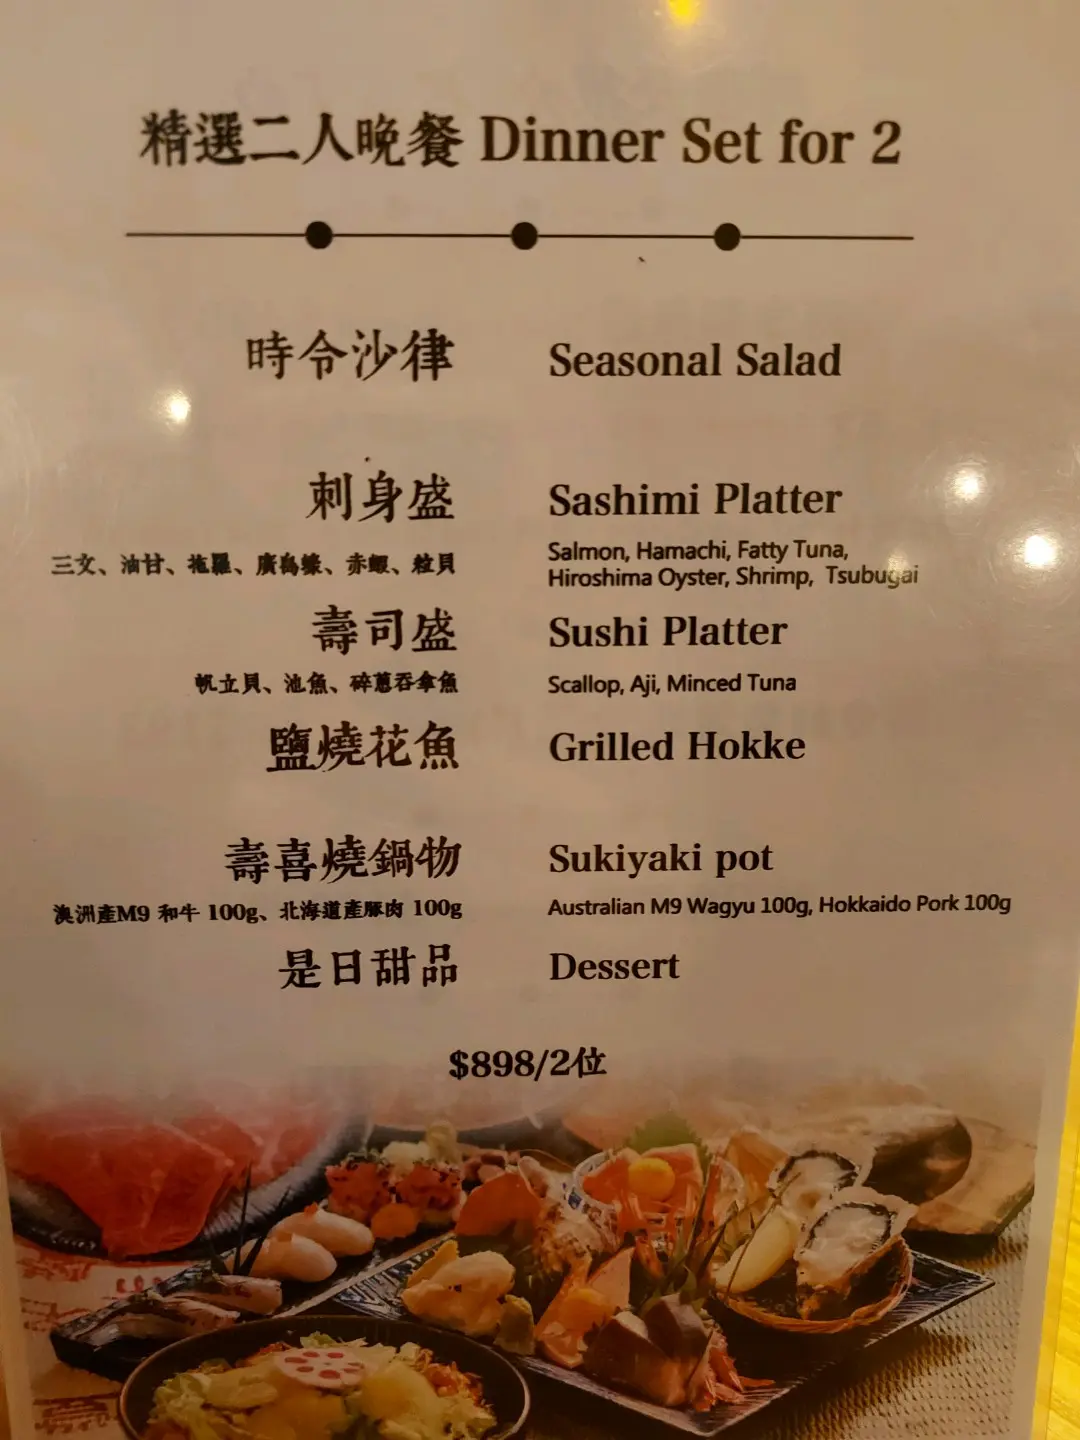 精選二人晚餐 Dinner Set for 2
時令沙律 Seasonal Salad
刺身盛 Sashimi Platter
三文、油甘、拖羅、廣島蠔、赤蝦、粒貝 Salmon, Hamachi, Fatty Tuna,
Hiroshima Oyster, Shrimp, Tsubugai
壽司盛 Sushi Platter
帆立貝、池魚、碎蔥吞拿魚 Scallop, Aji, Minced Tuna
鹽燒花魚 Grilled Hokke
壽喜燒鍋物 Sukiyaki pot
澳洲產M9 和牛 100g、北海道產豚肉 100g Australian M9 Wagyu 100g, Hokkaido Pork 100g
是日甜品 Dessert
$898/2位